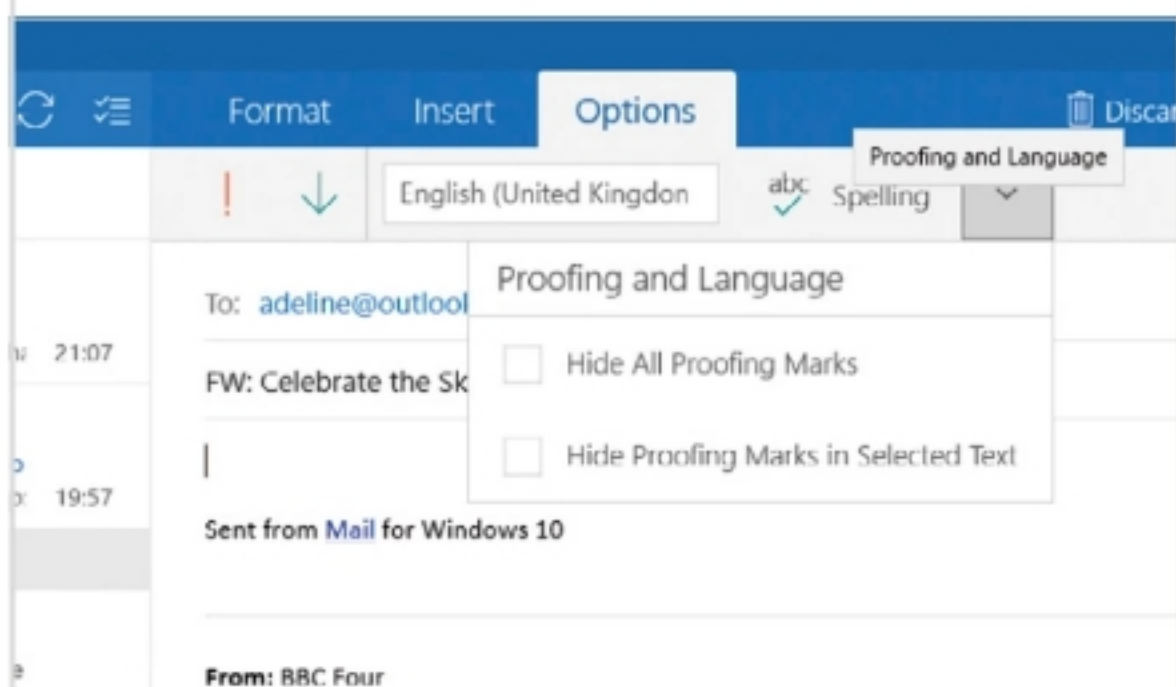 Format Insert Options Discar
Proofing and Language
English (United Kingdon abc Spelling
Proofing and Language
To: adeline@outlool
Hide All Proofing Marks
21:07
FW: Celebrate the Sk
Hide Proofing Marks in Selected Text
19:57
Sent from Mail for Windows 10
From: BBC Four